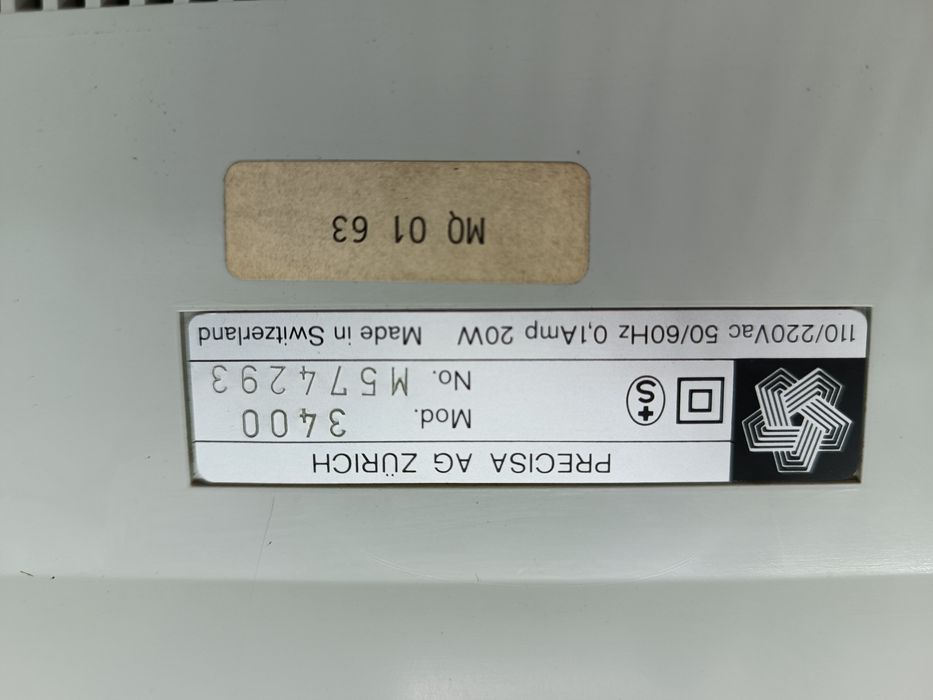 PRECISA AG ZÜRICH
Mod. 3400
No. M574293
110/220Vac 50/60Hz 0,1Amp 20W Made in Switzerland
MQ 01 63
+S